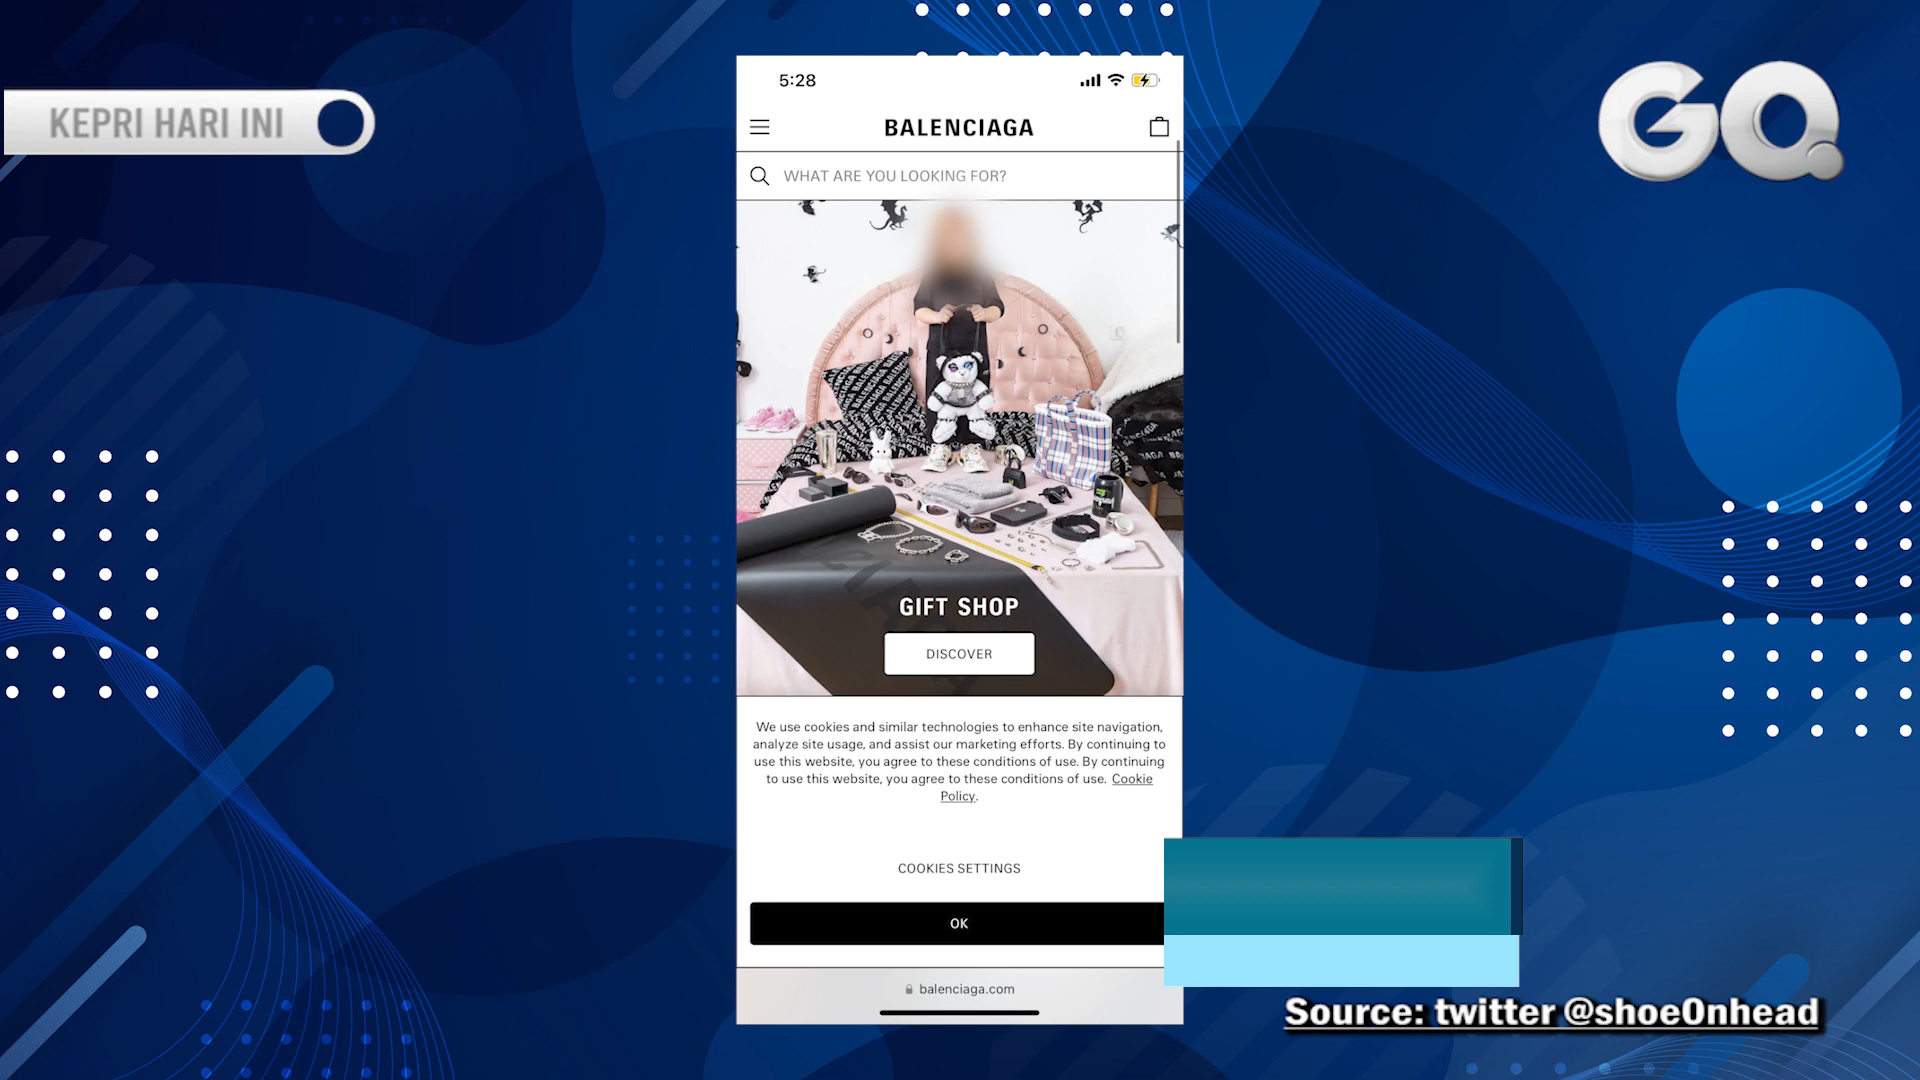 KEPRI HARI INI
GQ
5:28
BALENCIAGA
WHAT ARE YOU LOOKING FOR?
GIFT SHOP
DISCOVER
We use cookies and similar technologies to enhance site navigation,
analyze site usage, and assist our marketing efforts. By continuing to
use this website, you agree to these conditions of use. By continuing
to use this website, you agree to these conditions of use. Cookie
Policy.
COOKIES SETTINGS
OK
balenciaga.com
Source: twitter @shoe0nhead